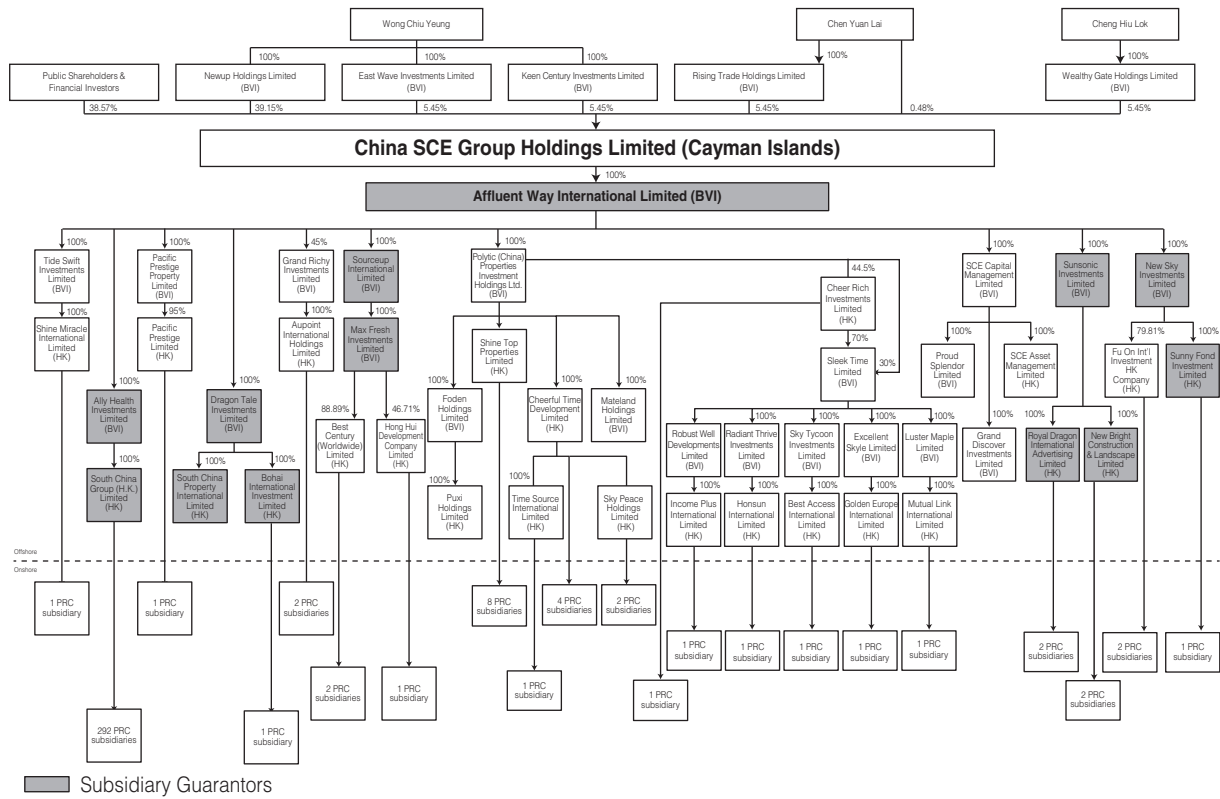 Wong Chiu Yeung
Chen Yuan Lai
Cheng Hiu Lok
100%
100%
100%
100%
100%
Public Shareholders &
Financial Investors
Newup Holdings Limited
(BVI)
East Wave Investments Limited
(BVI)
Keen Century Investments Limited
(BVI)
Rising Trade Holdings Limited
(BVI)
Wealthy Gate Holdings Limited
(BVI)
38.57%
39.15%
5.45%
5.45%
5.45%
0.48%
5.45%
China SCE Group Holdings Limited (Cayman Islands)
100%
Affluent Way International Limited (BVI)
100%
100%
45%
100%
100%
100%
100%
100%
Tide Swift
Investments
Limited
(BVI)
Pacific
Prestige
Property Limited
(BVI)
Grand Richy
Investments
Limited
(BVI)
Sourceup
International
Limited
(BVI)
Polytic (China)
Properties
Investment
Holdings Ltd.
(BVI)
44.5%
Cheer Rich
Investments
Limited
(HK)
SCE Capital
Management
Limited
(BVI)
Sunsonic
Investments
Limited
(BVI)
New Sky
Investments
Limited
(BVI)
100%
95%
100%
100%
Shine Miracle
International
Limited
(HK)
Pacific
Prestige
Limited
(HK)
Aupoint
International
Holdings Limited
(HK)
Max Fresh
Investments
Limited
(BVI)
Shine Top
Properties
Limited
(HK)
100%
70%
Sleek Time
Limited
(BVI)
30%
100%
100%
79.81%
100%
Proud
Splendor
Limited
(BVI)
SCE Asset
Management
Limited
(HK)
Fu On Int'l
Investment
HK
Company
(HK)
Sunny Fond
Investment
Limited
(HK)
100%
100%
Ally Health
Investments
Limited
(BVI)
Dragon Tale
Investments
Limited
(BVI)
88.89%
46.71%
Best
Century
(Worldwide)
Limited
(HK)
Hong Hui
Development
Company
Limited
(HK)
100%
100%
100%
Foden
Holdings
Limited
(BVI)
Cheerful Time
Development
Limited
(HK)
Mateland
Holdings
Limited
(BVI)
100%
100%
100%
100%
100%
100%
100%
100%
Robust Well
Developments
Limited
(BVI)
Radiant Thrive
Investments
Limited
(BVI)
Sky Tycoon
Investments
Limited
(BVI)
Excellent
Skyle Limited
(BVI)
Luster Maple
Limited
(BVI)
Grand
Discover
Investments
Limited
(BVI)
Royal Dragon
International
Advertising
Limited
(HK)
New Bright
Construction
& Landscape
Limited
(HK)
100%
100%
100%
South China
Group (H.K.)
Limited
(HK)
South China
Property
International
Limited
(HK)
Bohai
International
Investment
Limited
(HK)
100%
100%
100%
Puxi
Holdings
Limited
(HK)
Time Source
International
Limited
(HK)
Sky Peace
Holdings
Limited
(HK)
100%
100%
100%
100%
100%
Income Plus
International
Limited
(HK)
Honsun
International
Limited
(HK)
Best Access
International
Limited
(HK)
Golden Europe
International
Limited
(HK)
Mutual Link
International
Limited
(HK)
Offshore
Onshore
1 PRC
subsidiary
1 PRC
subsidiary
2 PRC
subsidiaries
8 PRC
subsidiaries
4 PRC
subsidiaries
2 PRC
subsidiaries
1 PRC
subsidiary
1 PRC
subsidiary
1 PRC
subsidiary
1 PRC
subsidiary
1 PRC
subsidiary
2 PRC
subsidiaries
2 PRC
subsidiaries
1 PRC
subsidiary
2 PRC
subsidiaries
1 PRC
subsidiary
1 PRC
subsidiary
1 PRC
subsidiary
2 PRC
subsidiaries
292 PRC
subsidiaries
1 PRC
subsidiary
Subsidiary Guarantors